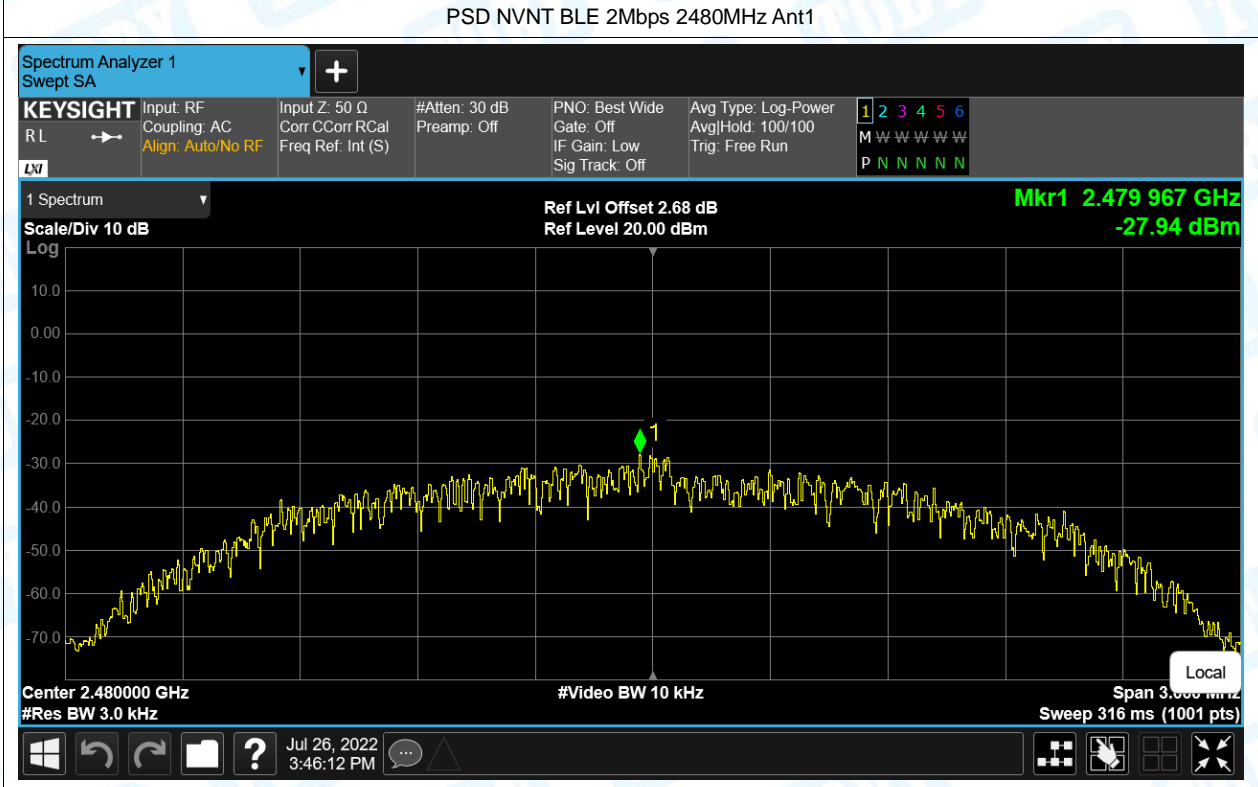 PSD NVNT BLE 2Mbps 2480MHz Ant1
Spectrum Analyzer 1
Swept SA
KEYSIGHT
RL
LXI
Input: RF
Coupling: AC
Align: Auto/No RF
Input Z: 50 Ω
Corr CCorr RCal
Freq Ref: Int (S)
#Atten: 30 dB
Preamp: Off
PNO: Best Wide
Gate: Off
IF Gain: Low
Sig Track: Off
Avg Type: Log-Power
Avg|Hold: 100/100
Trig: Free Run
1 2 3 4 5 6
M W W W W W
P N N N N N
1 Spectrum
Scale/Div 10 dB
Ref Lvl Offset 2.68 dB
Ref Level 20.00 dBm
Mkr1 2.479 967 GHz
-27.94 dBm
Log
10.0
0.00
-10.0
-20.0
-30.0
-40.0
-50.0
-60.0
-70.0
1
Local
Center 2.480000 GHz
#Video BW 10 kHz
Span
#Res BW 3.0 kHz
Sweep 316 ms (1001 pts)
?
Jul 26, 2022
3:46:12 PM